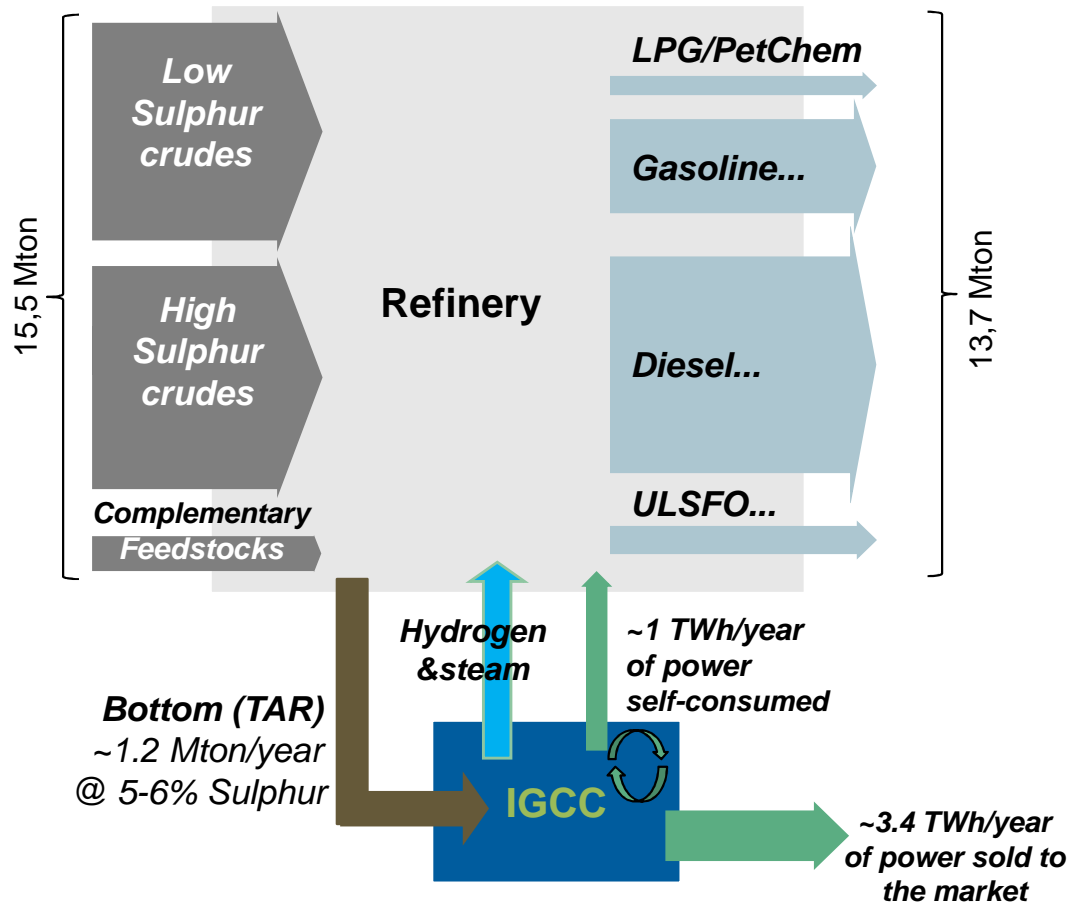 15,5 Mton
Low
Sulphur
crudes
High
Sulphur
crudes
Complementary
Feedstocks
Refinery
LPG/PetChem
Gasoline...
Diesel...
ULSFO...
13,7 Mton
Bottom (TAR)
~1.2 Mton/year
@ 5-6% Sulphur
Hydrogen
&steam
~1 TWh/year
of power
self-consumed
IGCC
~3.4 TWh/year
of power sold to
the market